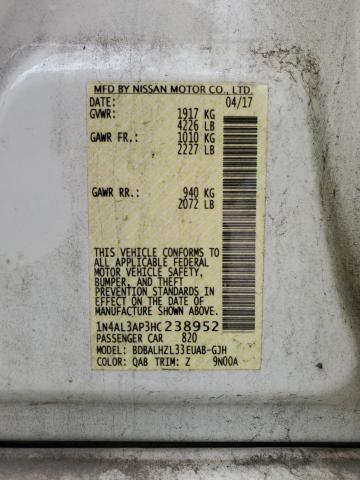 MFD BY NISSAN MOTOR CO., LTD.
DATE: 04/17
GVWR: 1917 KG
4226 LB
GAWR FR.: 1010 KG
2227 LB
GAWR RR.: 940 KG
2072 LB
THIS VEHICLE CONFORMS TO
ALL APPLICABLE FEDERAL
MOTOR VEHICLE SAFETY,
BUMPER, AND THEFT
PREVENTION STANDARDS IN
EFFECT ON THE DATE OF
MANUFACTURE SHOWN ABOVE.
1N4AL3AP3HC238952
PASSENGER CAR 820
MODEL: BDBALHZL33EUAB-GJH
COLOR: QAB TRIM: Z 9N00A